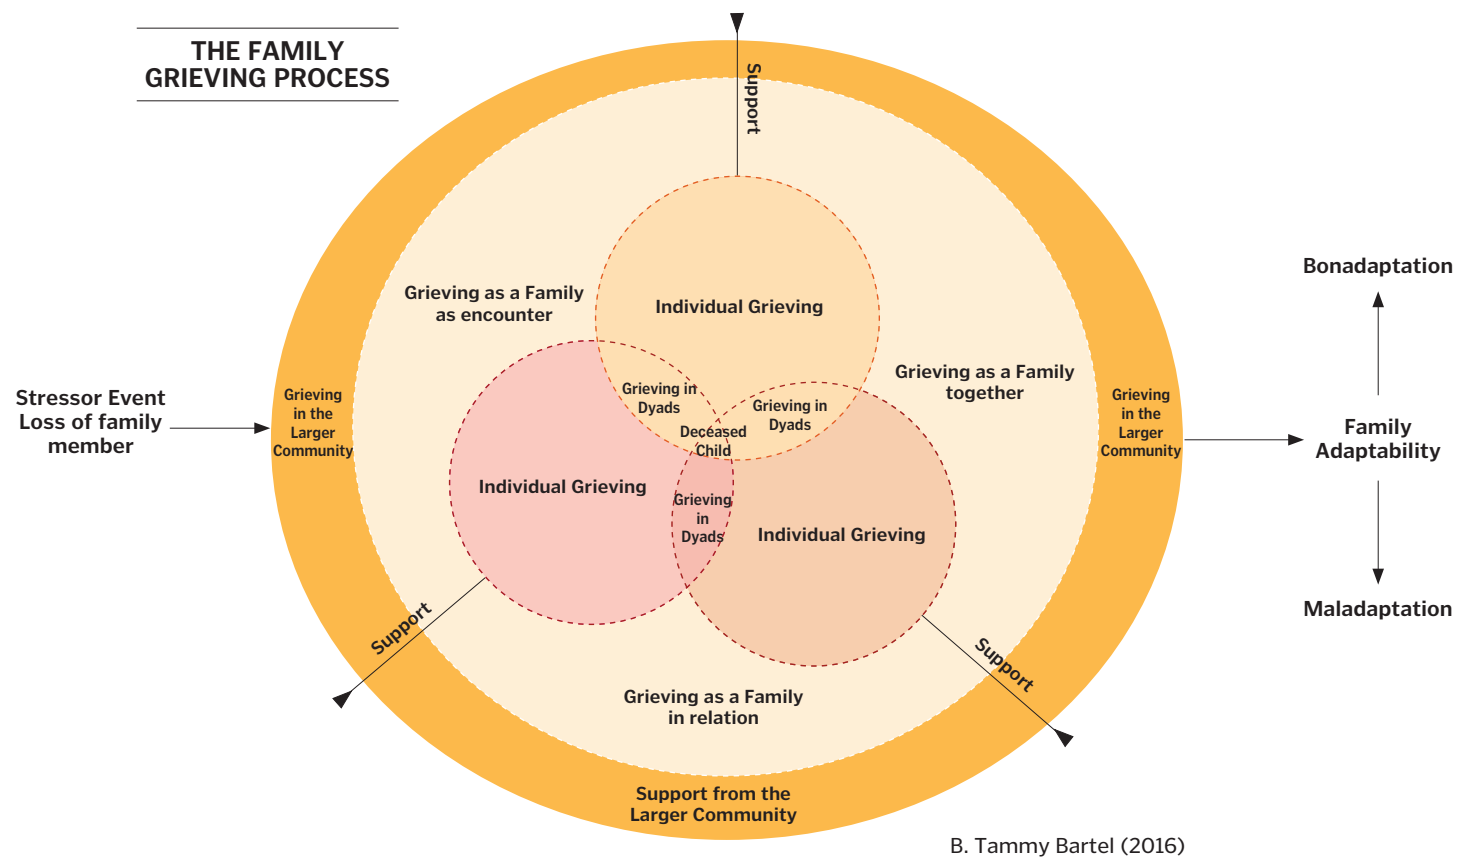 THE FAMILY
GRIEVING PROCESS
Support
Grieving as a Family
as encounter
Individual Grieving
Bonadaptation
Stressor Event
Loss of family
member
Grieving
in the
Larger
Community
Grieving in
Dyads
Grieving in
Dyads
Deceased
Child
Grieving as a Family
together
Grieving
in the
Larger
Community
Family
Adaptability
Individual Grieving
Grieving
in
Dyads
Individual Grieving
Maladaptation
Support
Support
Grieving as a Family
in relation
Support from the
Larger Community
B. Tammy Bartel (2016)